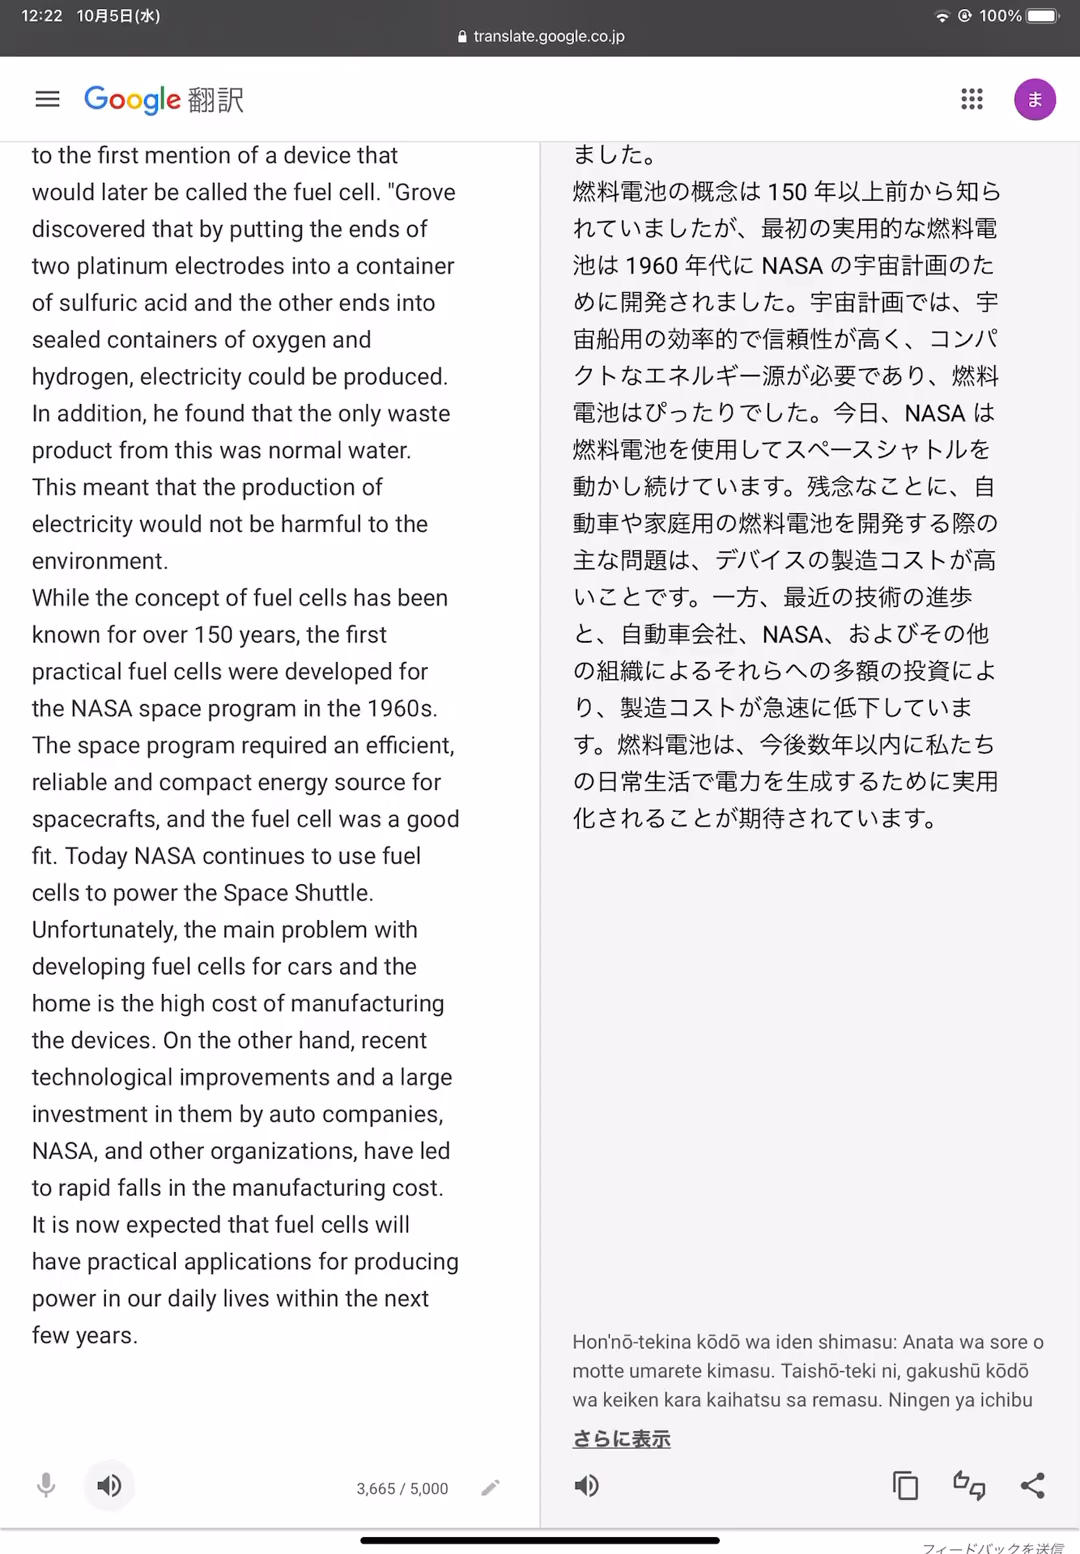 12:22 10月5日(水)
100%
translate.google.co.jp
Google 翻訳
ま
to the first mention of a device that
would later be called the fuel cell. "Grove
discovered that by putting the ends of
two platinum electrodes into a container
of sulfuric acid and the other ends into
sealed containers of oxygen and
hydrogen, electricity could be produced.
In addition, he found that the only waste
product from this was normal water.
This meant that the production of
electricity would not be harmful to the
environment.
While the concept of fuel cells has been
known for over 150 years, the first
practical fuel cells were developed for
the NASA space program in the 1960s.
The space program required an efficient,
reliable and compact energy source for
spacecrafts, and the fuel cell was a good
fit. Today NASA continues to use fuel
cells to power the Space Shuttle.
Unfortunately, the main problem with
developing fuel cells for cars and the
home is the high cost of manufacturing
the devices. On the other hand, recent
technological improvements and a large
investment in them by auto companies,
NASA, and other organizations, have led
to rapid falls in the manufacturing cost.
It is now expected that fuel cells will
have practical applications for producing
power in our daily lives within the next
few years.
3,665 / 5,000
ました。
燃料電池の概念は 150 年以上前から知ら
れていましたが、最初の実用的な燃料電
池は 1960 年代に NASA の宇宙計画のた
めに開発されました。宇宙計画では、宇
宙船用の効率的で信頼性が高く、コンパ
クトなエネルギー源が必要であり、燃料
電池はぴったりでした。今日、NASA は
燃料電池を使用してスペースシャトルを
動かし続けています。残念なことに、自
動車や家庭用の燃料電池を開発する際の
主な問題は、デバイスの製造コストが高
いことです。一方、最近の技術の進歩
と、自動車会社、NASA、およびその他
の組織によるそれらへの多額の投資によ
り、製造コストが急速に低下していま
す。燃料電池は、今後数年以内に私たち
の日常生活で電力を生成するために実用
化されることが期待されています。
Hon'nō-tekina kōdō wa iden shimasu: Anata wa sore o
motte umarete kimasu. Taishō-teki ni, gakushū kōdō
wa keiken kara kaihatsu sa remasu. Ningen ya ichibu
さらに表示
フィードバックを送信